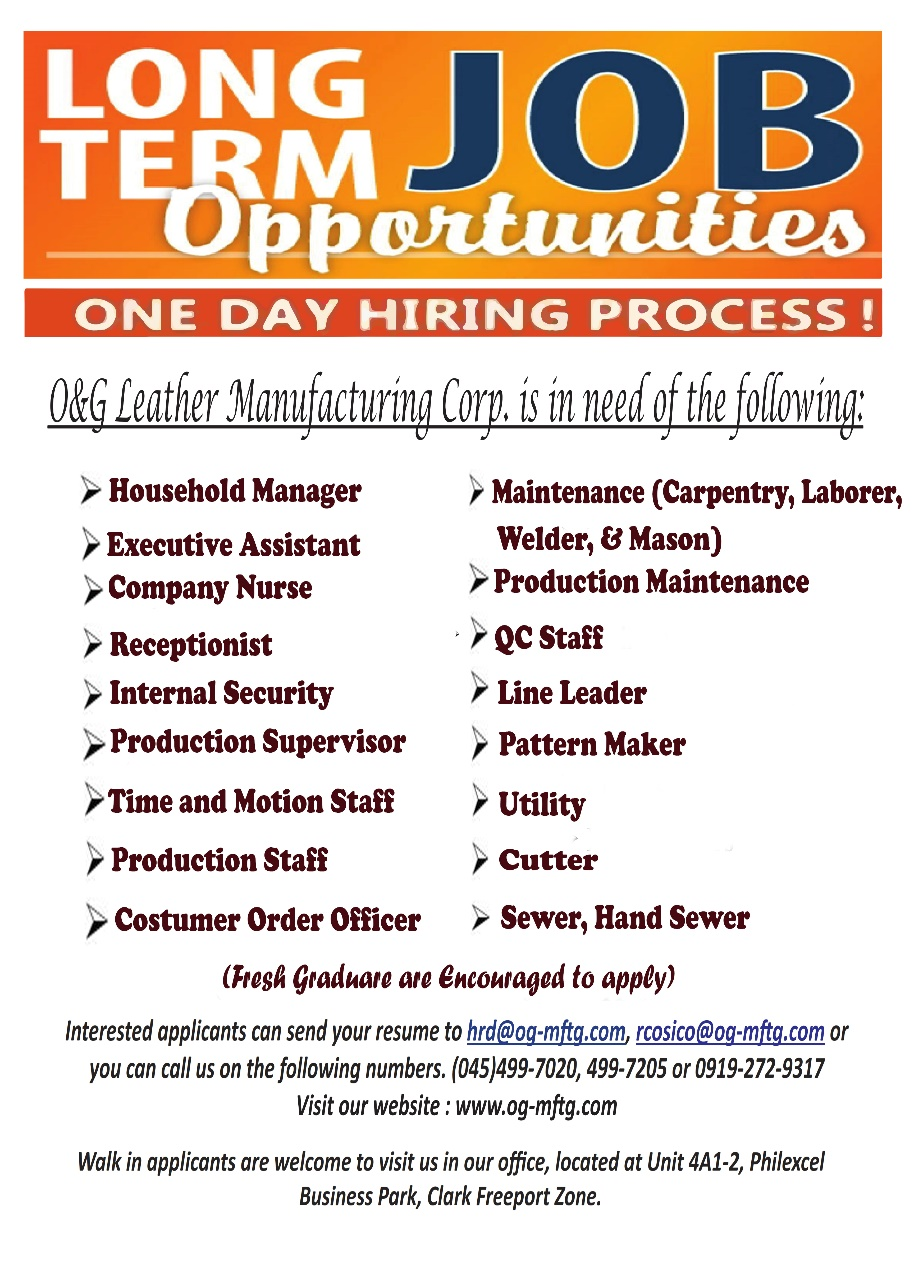 LONG TERM JOB
Opportunities
ONE DAY HIRING PROCESS !
O&G Leather Manufacturing Corp. is in need of the following:
Household Manager
Executive Assistant
Company Nurse
Receptionist
Internal Security
Production Supervisor
Time and Motion Staff
Production Staff
Costumer Order Officer
Maintenance (Carpentry, Laborer,
Welder, & Mason)
Production Maintenance
QC Staff
Line Leader
Pattern Maker
Utility
Cutter
Sewer, Hand Sewer
(Fresh Graduare are Encouraged to apply)
Interested applicants can send your resume to hrd@og-mftg.com, rcosico@og-mftg.com or
you can call us on the following numbers. (045)499-7020, 499-7205 or 0919-272-9317
Visit our website : www.og-mftg.com
Walk in applicants are welcome to visit us in our office, located at Unit 4A1-2, Philexcel
Business Park, Clark Freeport Zone.